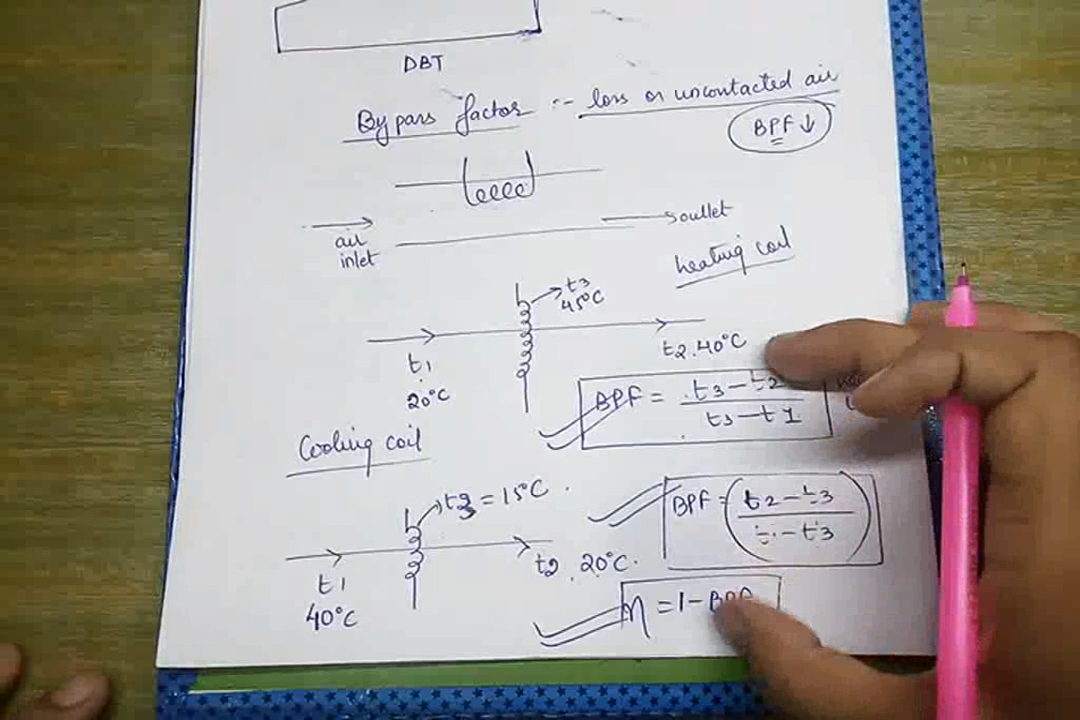 DBT
By pass factor :- loss or uncontacted air
BPF↓
air
inlet
outlet
heating coil
t3
45°C
t1
20°C
t2. 40°C
BPF = t3 - t2
t3 - t1
Cooling coil
t3 = 15°C
t1
40°C
t2 . 20°C.
BPF = (t2 - t3
t1 - t3)
η = 1 - BPF